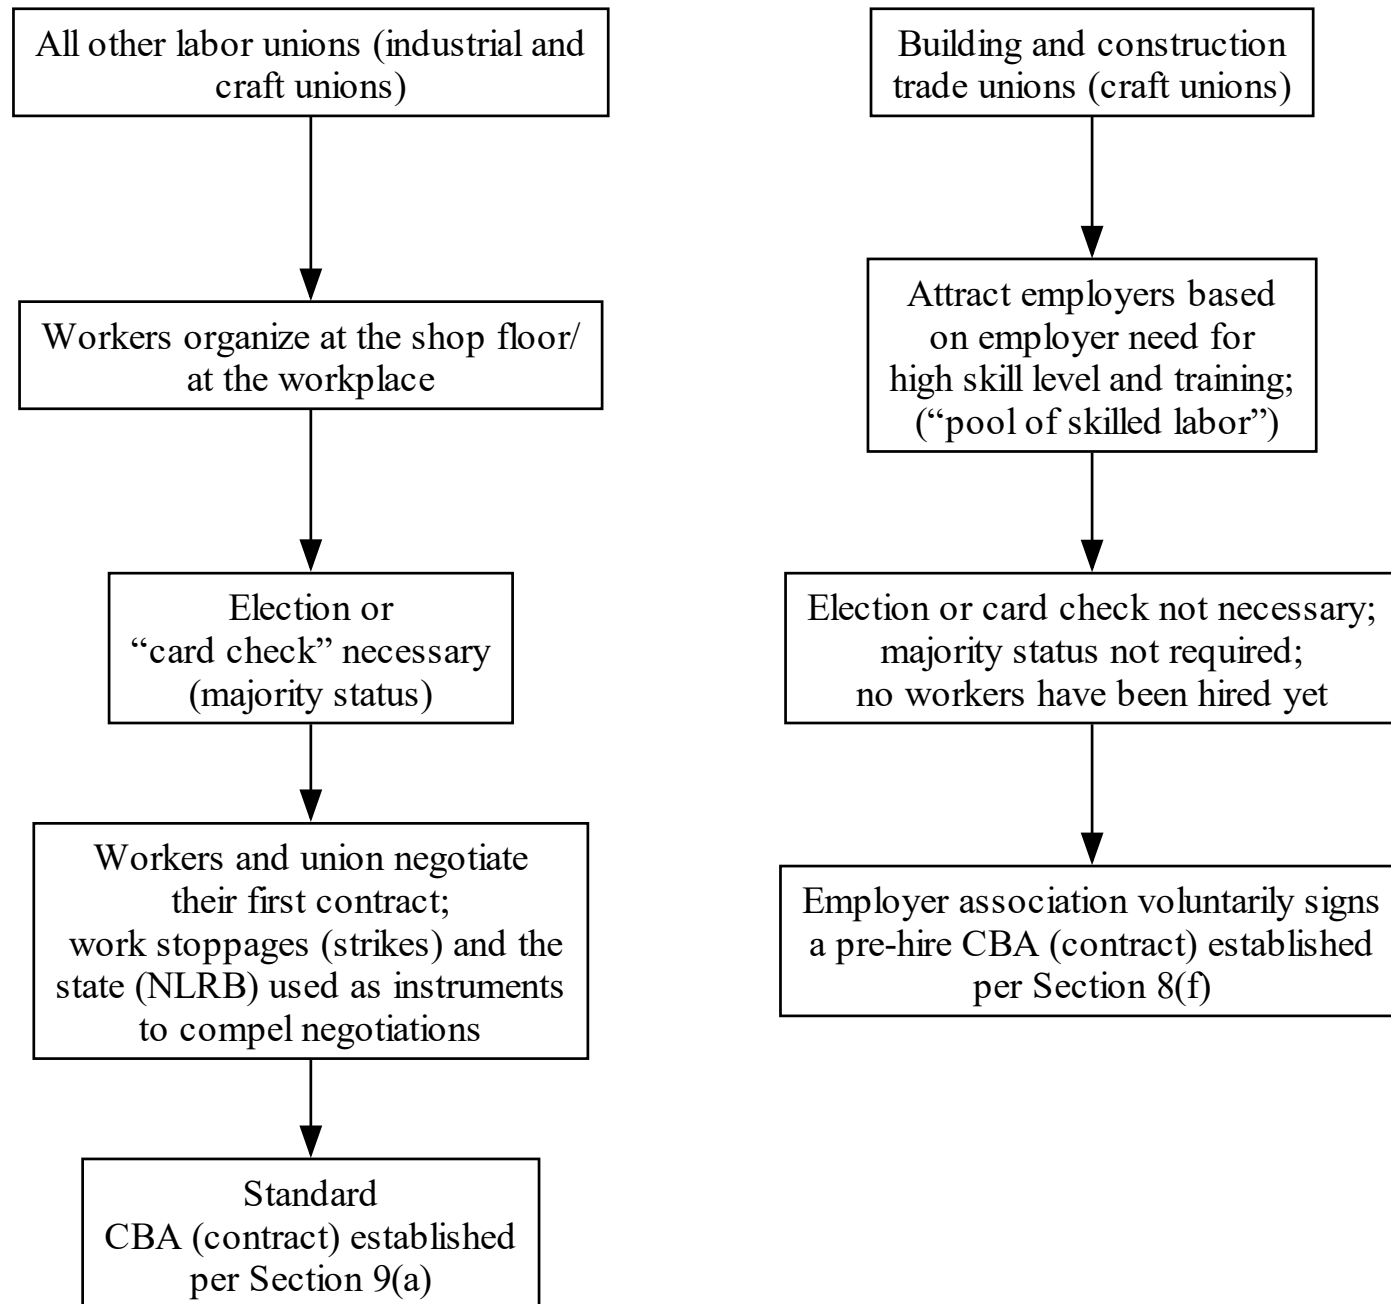 All other labor unions (industrial and
craft unions)
Workers organize at the shop floor/
at the workplace
Election or
“card check” necessary
(majority status)
Workers and union negotiate
their first contract;
work stoppages (strikes) and the
state (NLRB) used as instruments
to compel negotiations
Standard
CBA (contract) established
per Section 9(a)
Building and construction
trade unions (craft unions)
Attract employers based
on employer need for
high skill level and training;
(“pool of skilled labor”)
Election or card check not necessary;
majority status not required;
no workers have been hired yet
Employer association voluntarily signs
a pre-hire CBA (contract) established
per Section 8(f)